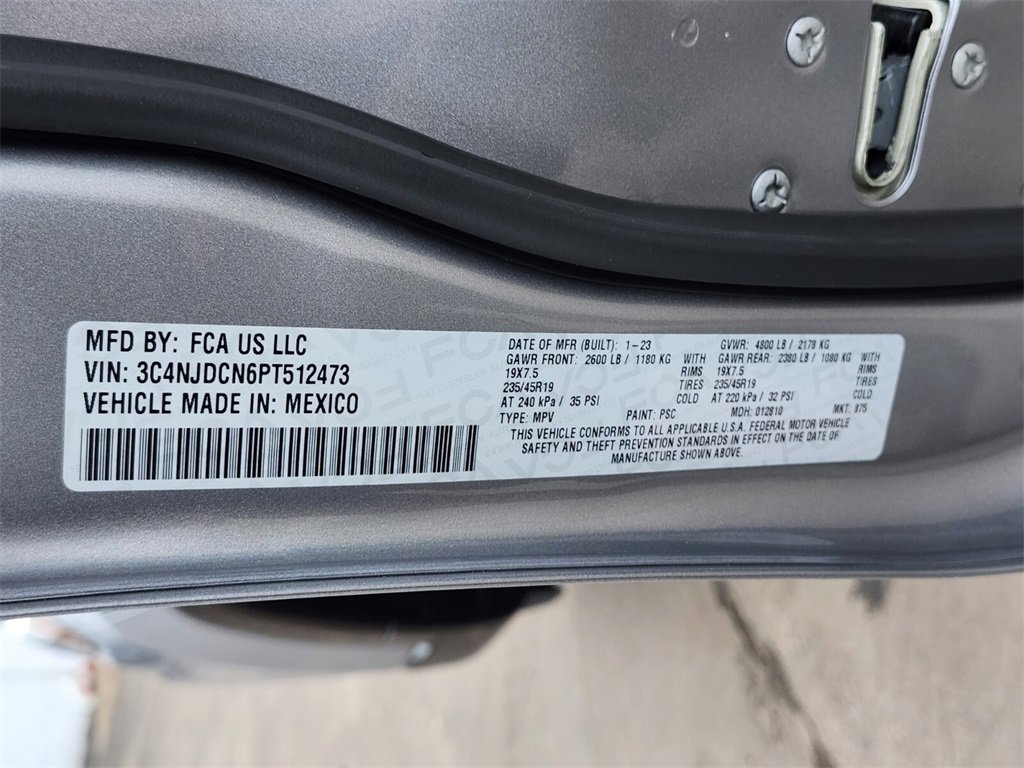 MFD BY: FCA US LLC
VIN: 3C4NJDCN6PT512473
VEHICLE MADE IN: MEXICO
DATE OF MFR (BUILT): 1-23 GVWR: 4800 LB / 2178 KG
GAWR FRONT: 2600 LB / 1180 KG WITH GAWR REAR: 2380 LB / 1080 KG WITH
19X7.5 RIMS 19X7.5 RIMS
235/45R19 TIRES 235/45R19 TIRES
AT 240 kPa / 35 PSI COLD AT 220 kPa / 32 PSI COLD
TYPE: MPV PAINT: PSC MDH: 012810 MKT: 875
THIS VEHICLE CONFORMS TO ALL APPLICABLE U.S.A. FEDERAL MOTOR VEHICLE
SAFETY AND THEFT PREVENTION STANDARDS IN EFFECT ON THE DATE OF
MANUFACTURE SHOWN ABOVE.